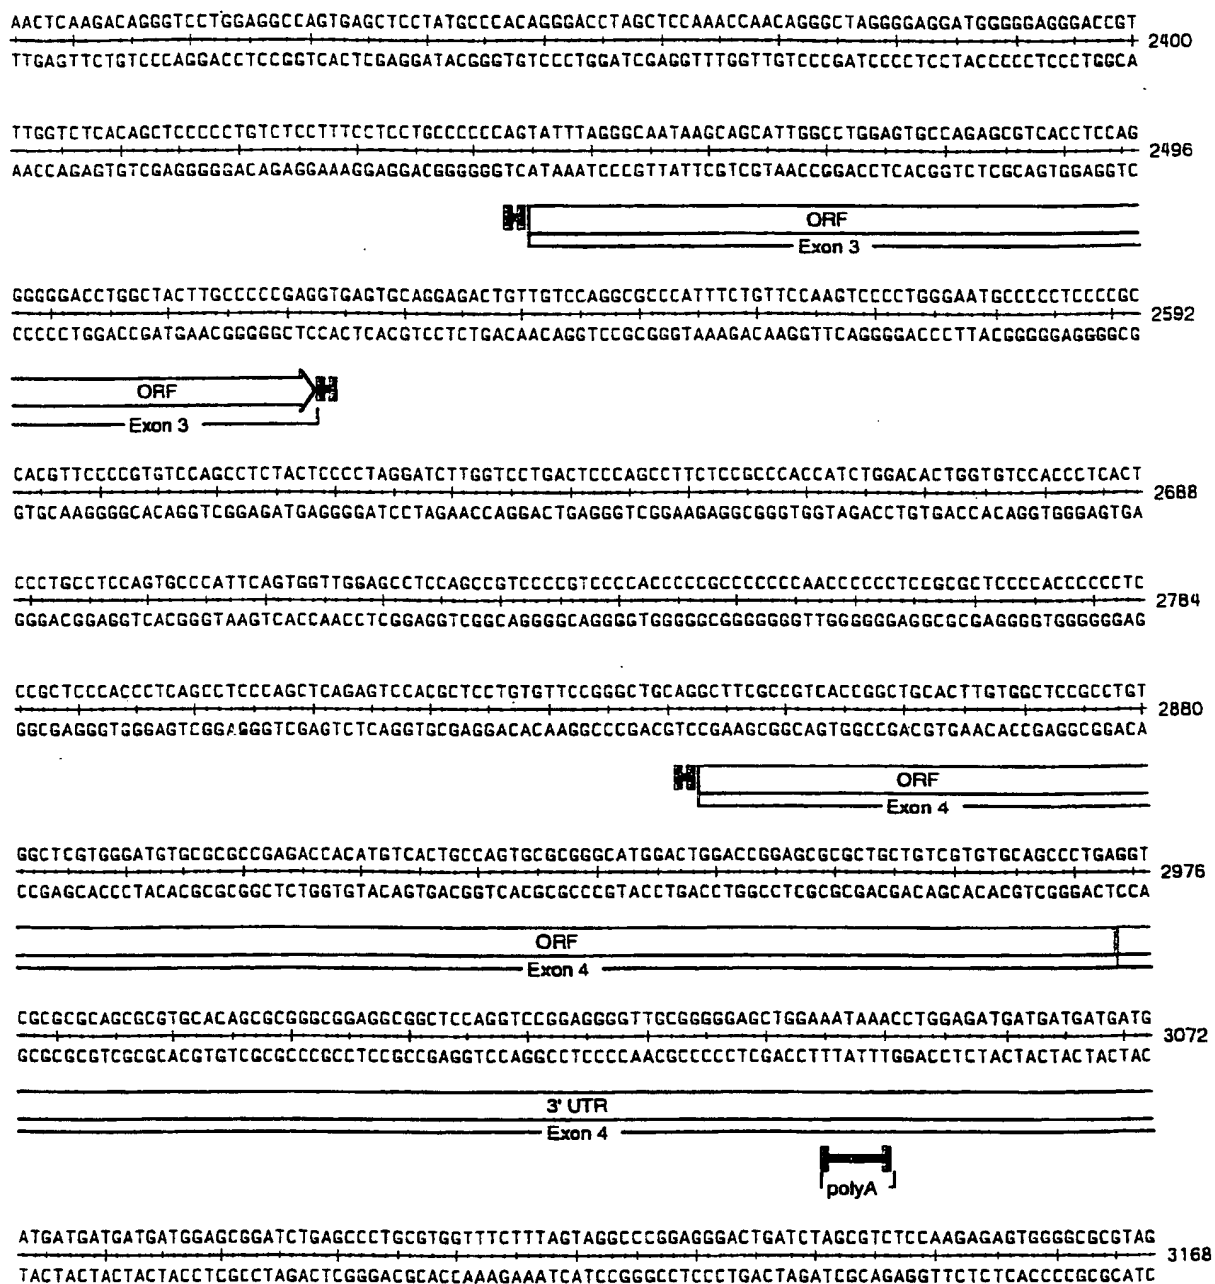 AACTCAAGACAGGGTCCTGGAGGCCAGTGAGCTCCTATGCCCACAGGGACCTAGCTCCAAACCAACAGGGCTAGGGGAGGATGGGGGAGGGACCGT
2400
TTGAGTTCTGTCCCAGGACCTCCGGTCACTCGAGGATACGGGTGTCCCTGGATCGAGGTTTGGTTGTCCCGATCCCCTCCTACCCCCTCCCTGGCA
TTGGTCTCACAGCTCCCCCTGTCTCCTTTCCTCCTGCCCCCCAGTATTTAGGGCAATAAGCAGCATTGGCCTGGAGTGCCAGAGCGTCACCTCCAG
2496
AACCAGAGTGTCGAGGGGGACAGAGGAAAGGAGGACGGGGGGTCATAAATCCCGTTATTCGTCGTAACCGGACCTCACGGTCTCGCAGTGGAGGTC
ORF
Exon 3
GGGGGACCTGGCTACTTGCCCCCGAGGTGAGTGCAGGAGACTGTTGTCCAGGCGCCCATTTCTGTTCCAAGTCCCCTGGGAATGCCCCCTCCCCGC
2592
CCCCCTGGACCGATGAACGGGGGCTCCACTCACGTCCTCTGACAACAGGTCCGCGGGTAAAGACAAGGTTCAGGGGACCCTTACGGGGGAGGGGCG
ORF
Exon 3
CACGTTCCCCGTGTCCAGCCTCTACTCCCCTAGGATCTTGGTCCTGACTCCCAGCCTTCTCCGCCCACCATCTGGACACTGGTGTCCACCCTCACT
2688
GTGCAAGGGGCACAGGTCGGAGATGAGGGGATCCTAGAACCAGGACTGAGGGTCGGAAGAGGCGGGTGGTAGACCTGTGACCACAGGTGGGAGTGA
CCCTGCCTCCAGTGCCCATTCAGTGGTTGGAGCCTCCAGCCGTCCCCGTCCCCACCCCCGCCCCCCCAACCCCCCTCCGCGCTCCCCACCCCCCTC
2784
GGGACGGAGGTCACGGGTAAGTCACCAACCTCGGAGGTCGGCAGGGGCAGGGGTGGGGGCGGGGGGGTTGGGGGGAGGCGCGAGGGGTGGGGGGAG
CCGCTCCCACCCTCAGCCTCCCAGCTCAGAGTCCACGCTCCTGTGTTCCGGGCTGCAGGCTTCGCCGTCACCGGCTGCACTTGTGGCTCCGCCTGT
2880
GGCGAGGGTGGGAGTCGGAGGGTCGAGTCTCAGGTGCGAGGACACAAGGCCCGACGTCCGAAGCGGCAGTGGCCGACGTGAACACCGAGGCGGACA
ORF
Exon 4
GGCTCGTGGGATGTGCGCGCCGAGACCACATGTCACTGCCAGTGCGCGGGCATGGACTGGACCGGAGCGCGCTGCTGTCGTGTGCAGCCCTGAGGT
2976
CCGAGCACCCTACACGCGCGGCTCTGGTGTACAGTGACGGTCACGCGCCCGTACCTGACCTGGCCTCGCGCGACGACAGCACACGTCGGGACTCCA
ORF
Exon 4
CGCGCGCAGCGCGTGCACAGCGCGGGCGGAGGCGGCTCCAGGTCCGGAGGGGTTGCGGGGGAGCTGGAAATAAACCTGGAGATGATGATGATGATG
3072
GCGCGCGTCGCGCACGTGTCGCGCCCGCCTCCGCCGAGGTCCAGGCCTCCCCAACGCCCCCTCGACCTTTATTTGGACCTCTACTACTACTACTAC
3' UTR
Exon 4
polyA
ATGATGATGATGATGGAGCGGATCTGAGCCCTGCGTGGTTTCTTTAGTAGGCCCGGAGGGACTGATCTAGCGTCTCCAAGAGAGTGGGGCGCGTAG
3168
TACTACTACTACTACCTCGCCTAGACTCGGGACGCACCAAAGAAATCATCCGGGCCTCCCTGACTAGATCGCAGAGGTTCTCTCACCCCGCGCATC